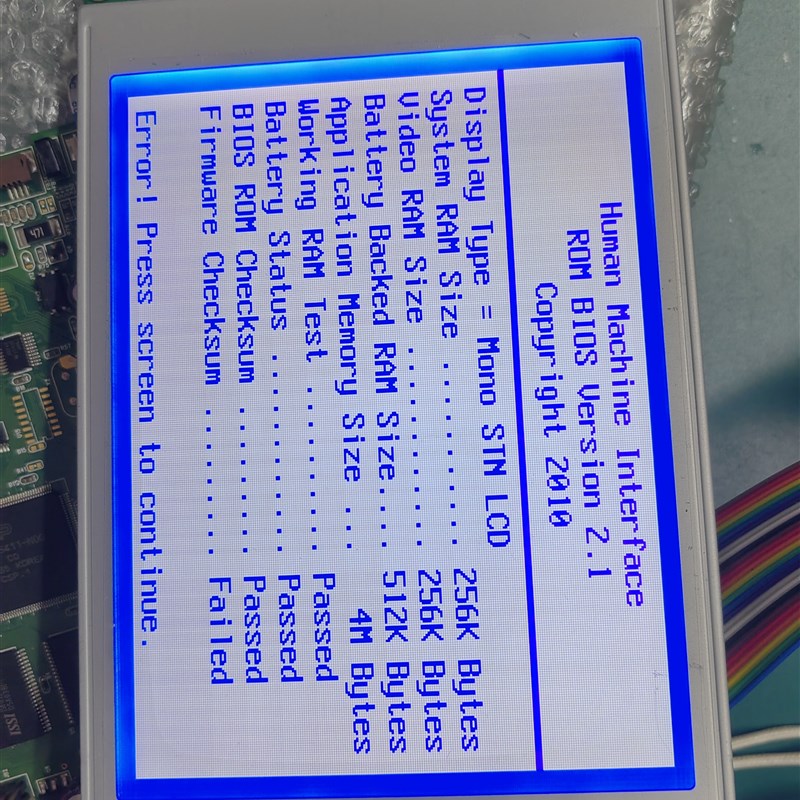 Human Machine Interface
ROM BIOS Version 2.1
Copyright 2010
Display Type = Mono STN LCD
System RAM Size .......... 256K Bytes
Video RAM Size ........... 256K Bytes
Battery Backed RAM Size.... 512K Bytes
Application Memory Size ... 4M Bytes
Working RAM Test .......... Passed
Battery Status ........... Passed
BIOS ROM Checksum ........ Passed
Firmware Checksum ........ Failed
Error! Press screen to continue.
471
ISSI